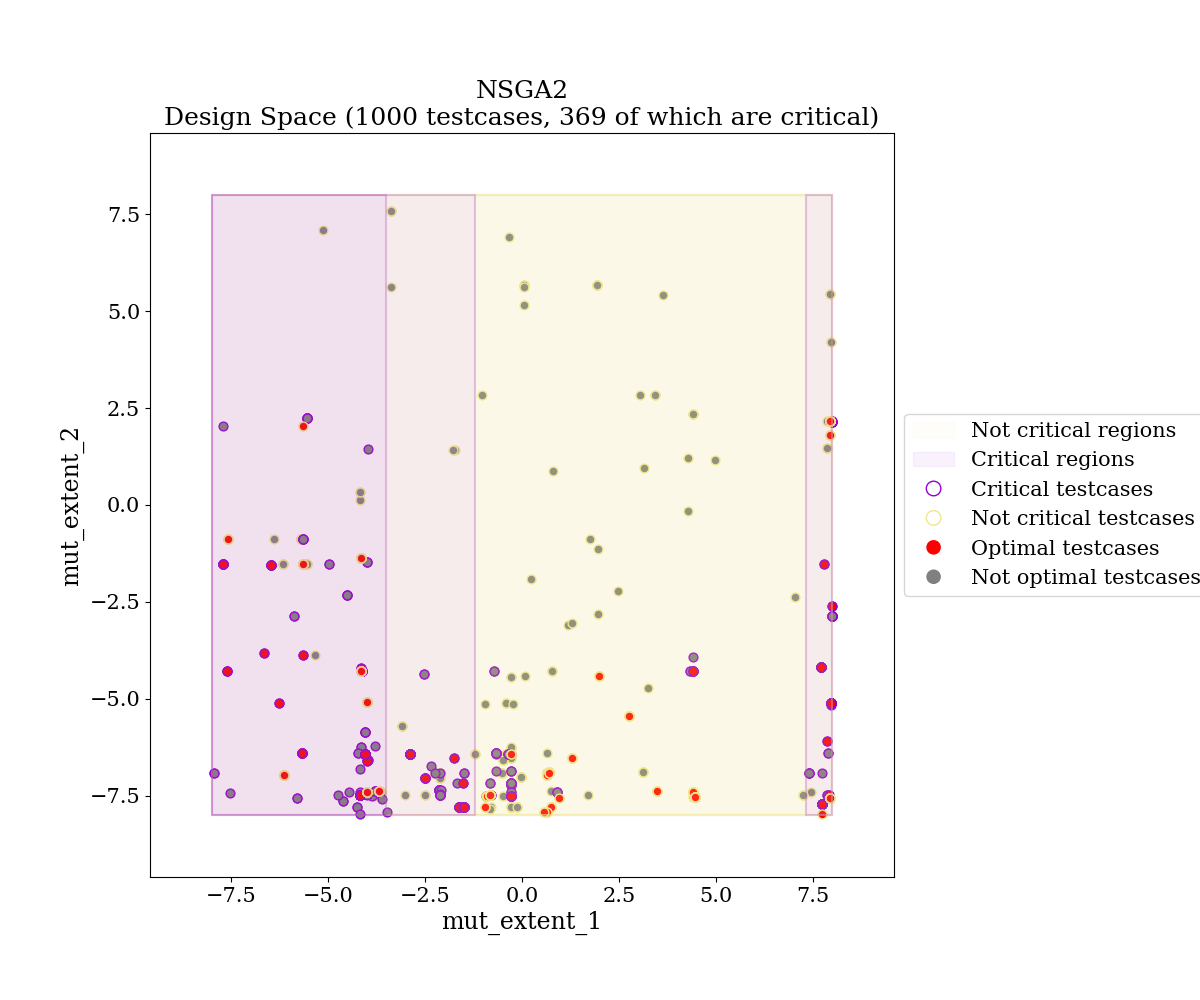 NSGA2
Design Space (1000 testcases, 369 of which are critical)
7.5
5.0
2.5
0.0
−2.5
−5.0
−7.5
mut_extent_2
−7.5
−5.0
−2.5
0.0
2.5
5.0
7.5
mut_extent_1
Not critical regions
Critical regions
Critical testcases
Not critical testcases
Optimal testcases
Not optimal testcases